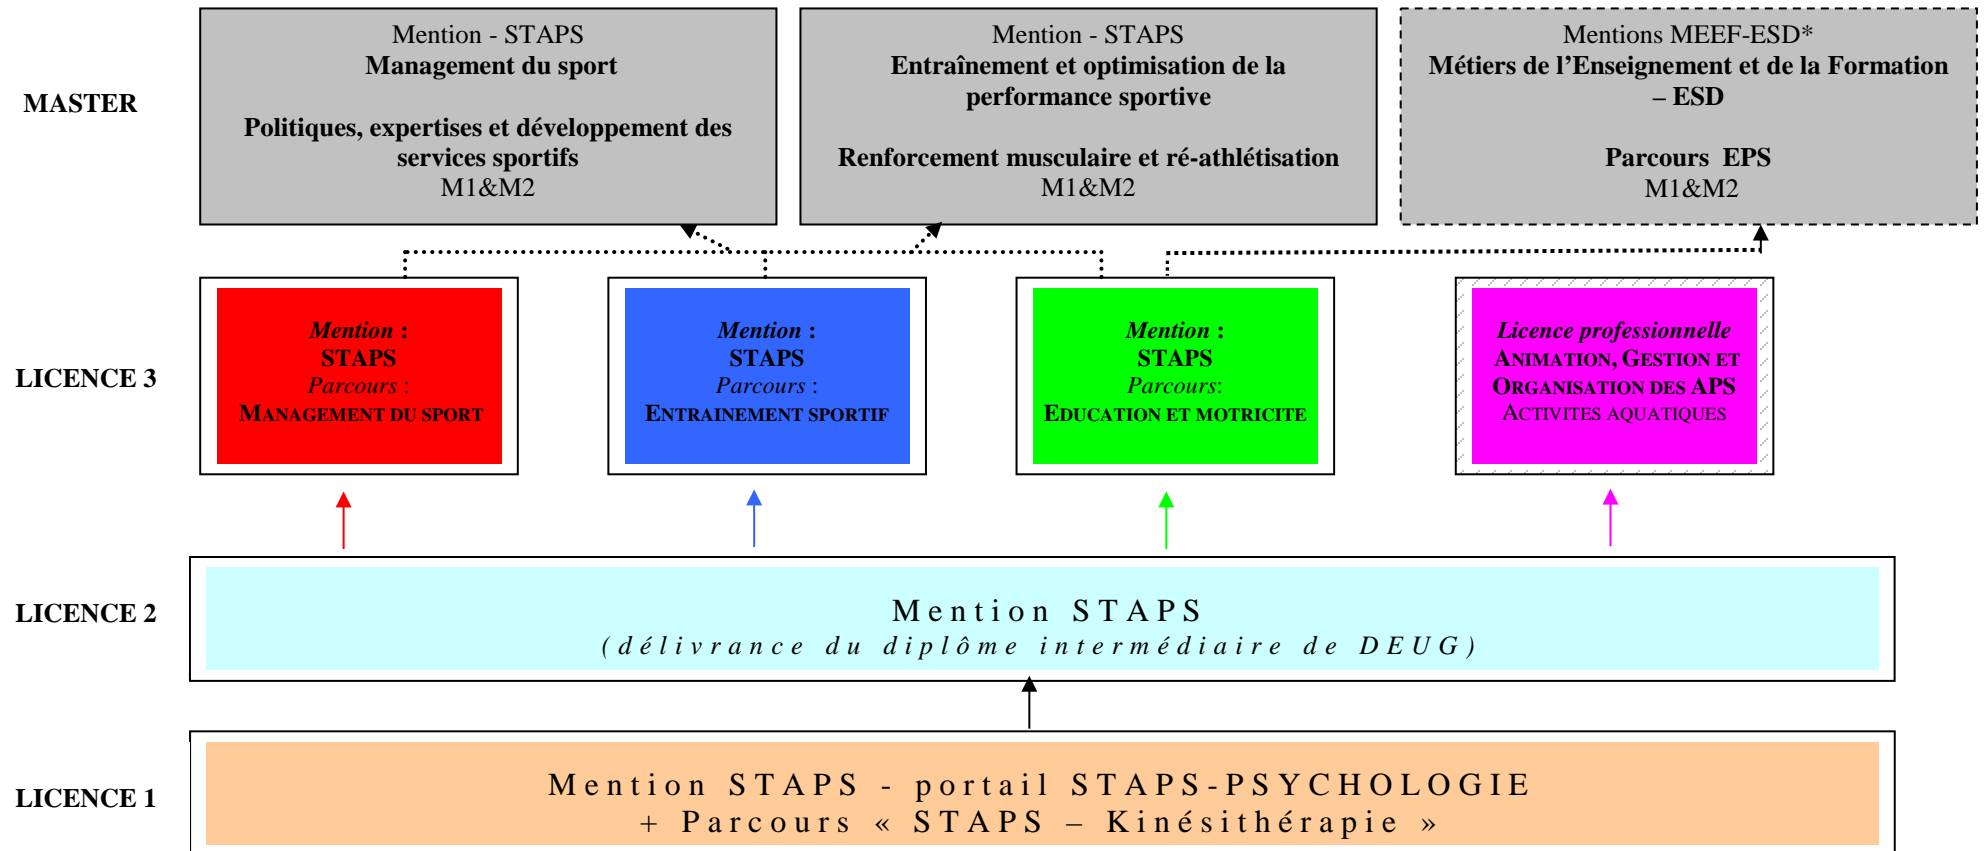 MASTER
Mention - STAPS
Management du sport
Politiques, expertises et développement des
services sportifs
M1&M2
Mention - STAPS
Entraînement et optimisation de la
performance sportive
Renforcement musculaire et ré-athlétisation
M1&M2
Mentions MEEF-ESD*
Métiers de l’Enseignement et de la Formation
– ESD
Parcours EPS
M1&M2
LICENCE 3
Mention :
STAPS
Parcours :
MANAGEMENT DU SPORT
Mention :
STAPS
Parcours :
ENTRAINEMENT SPORTIF
Mention :
STAPS
Parcours:
EDUCATION ET MOTRICITE
Licence professionnelle
ANIMATION, GESTION ET
ORGANISATION DES APS
ACTIVITES AQUATIQUES
LICENCE 2
Mention STAPS
(délivrance du diplôme intermédiaire de DEUG)
LICENCE 1
Mention STAPS - portail STAPS-PSYCHOLOGIE
+ Parcours « STAPS – Kinésithérapie »